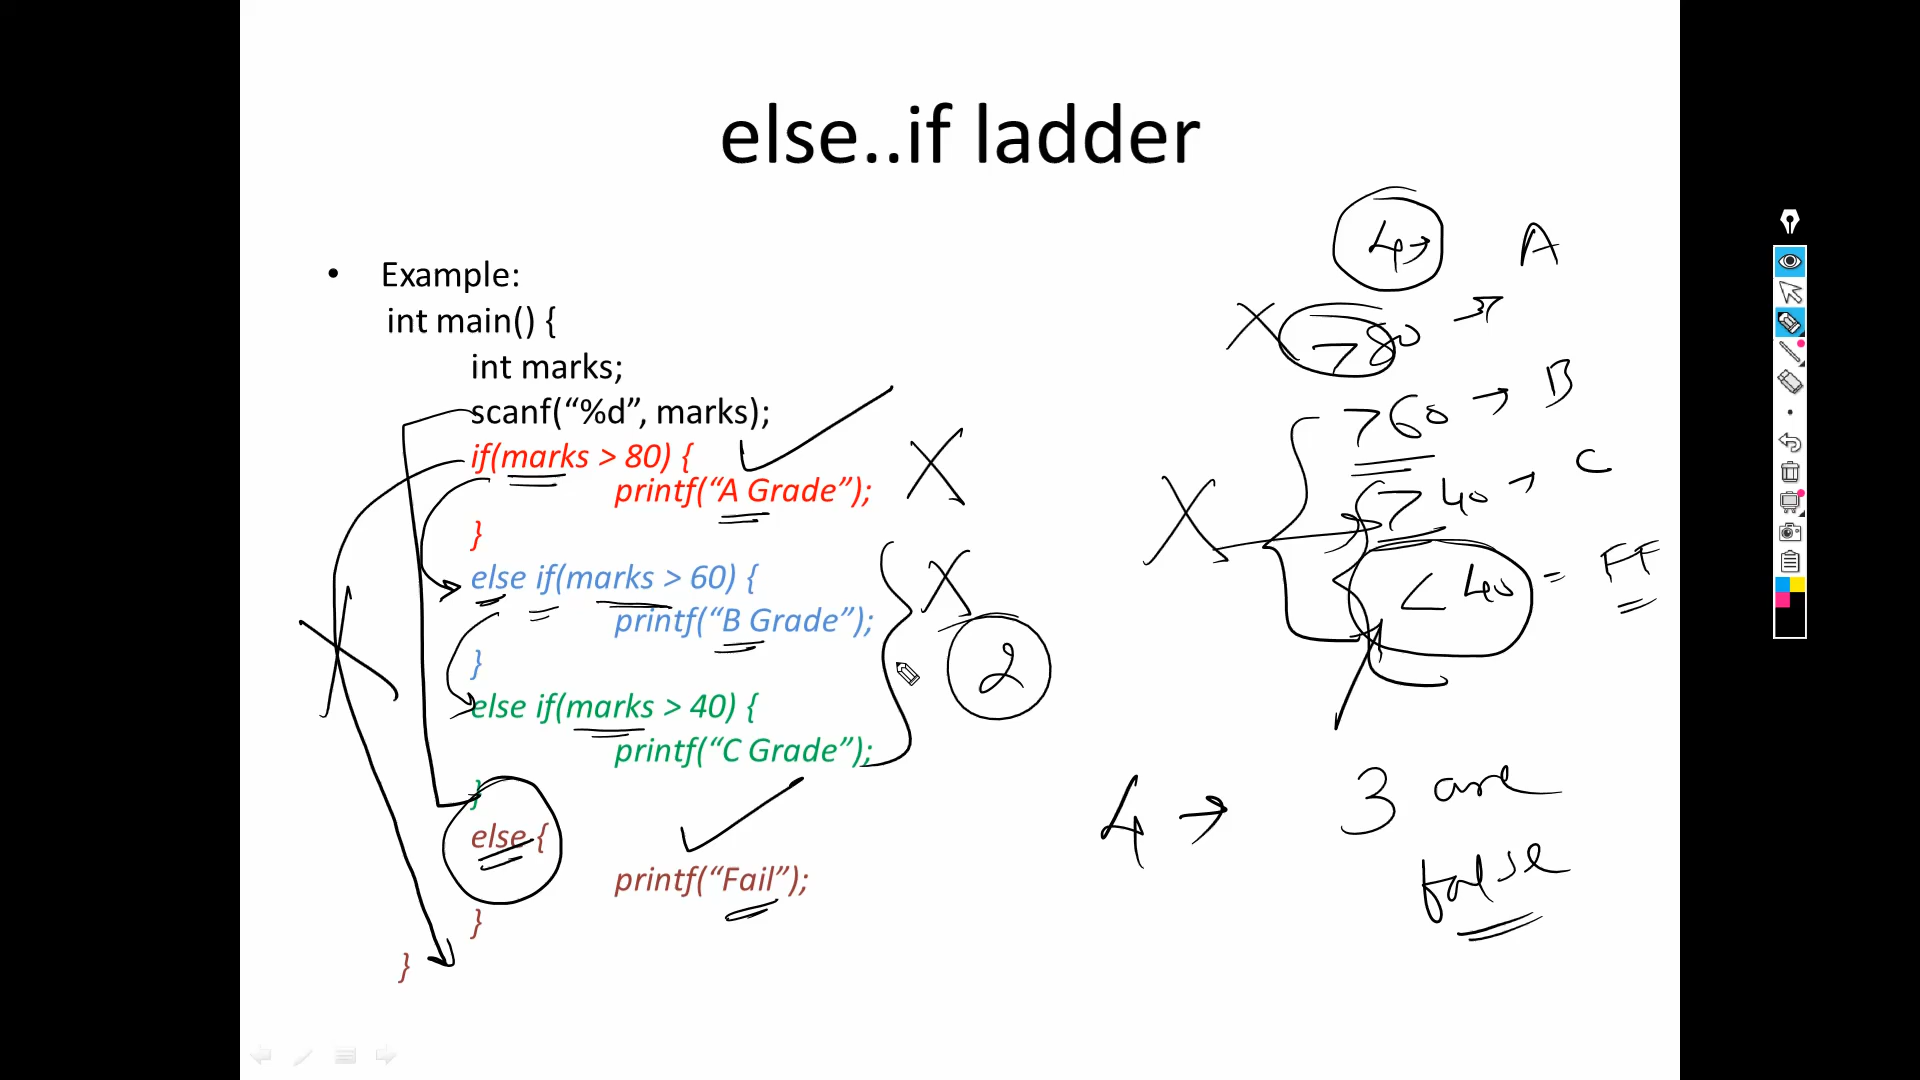 else..if ladder
• Example:
int main() {
int marks;
scanf(“%d”, marks);
if(marks > 80) {
printf(“A Grade”);
}
else if(marks > 60) {
printf(“B Grade”);
}
else if(marks > 40) {
printf(“C Grade”);
}
else {
printf(“Fail”);
}
}
X
X
X
2
4→ A
X >80 →
>60 → B
X >40 → C
<40 = FF
4 → 3 are
false